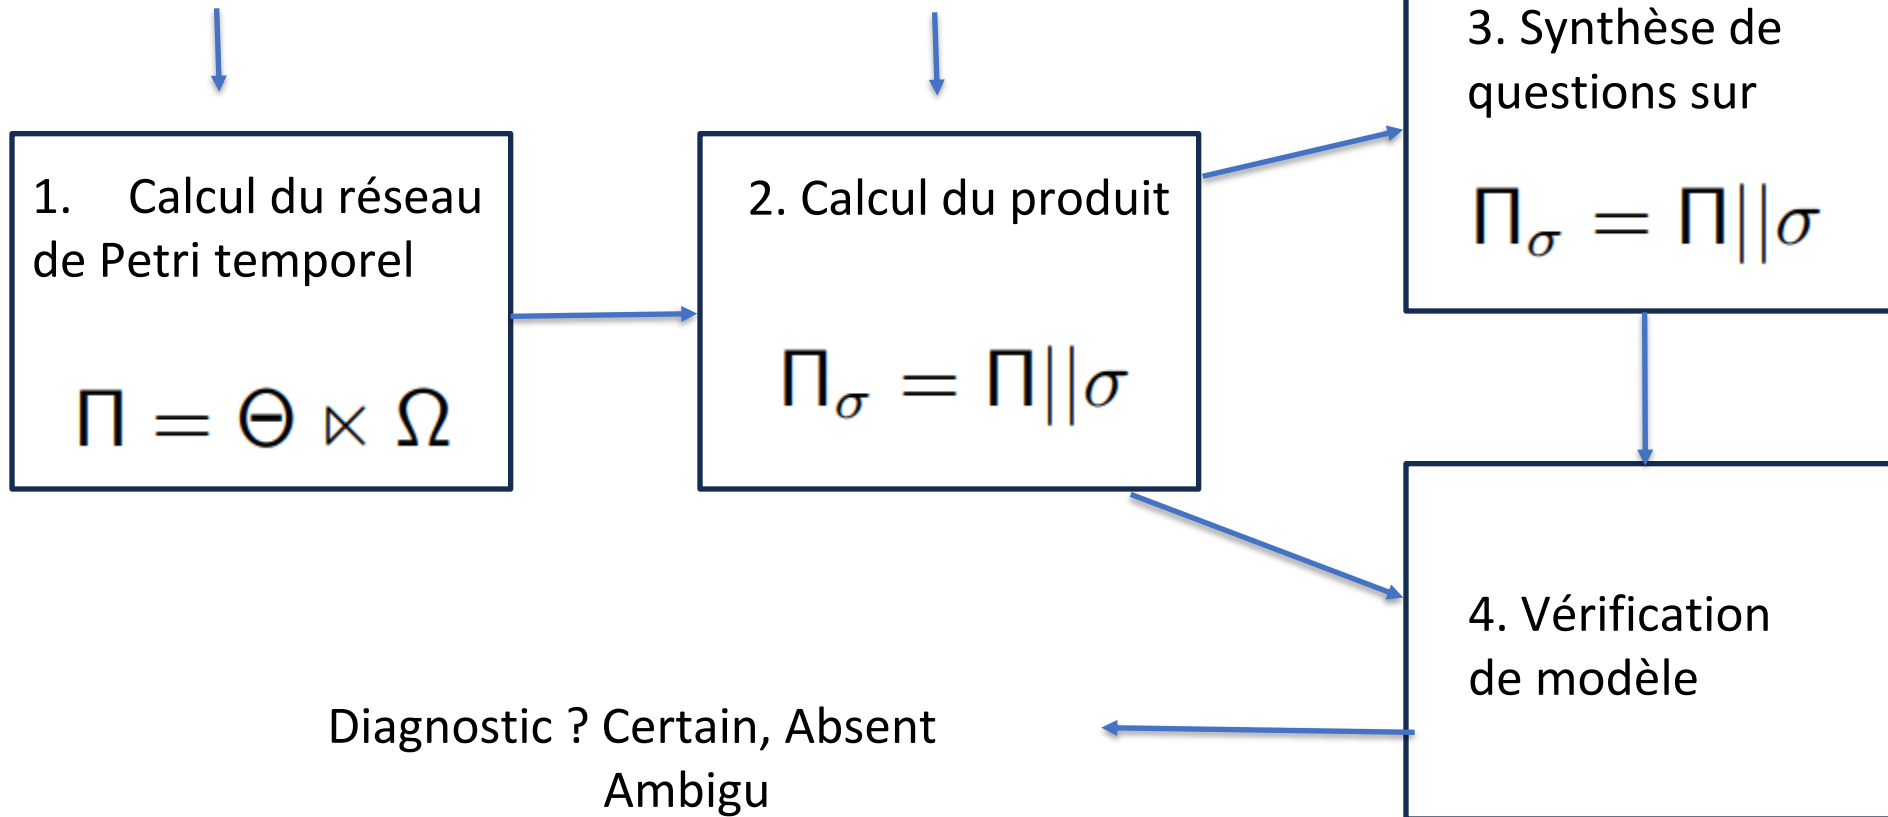 1. Calcul du réseau
de Petri temporel
Π = Θ ⋉ Ω
2. Calcul du produit
Π_σ = Π||σ
3. Synthèse de
questions sur
Π_σ = Π||σ
4. Vérification
de modèle
Diagnostic ? Certain, Absent
Ambigu